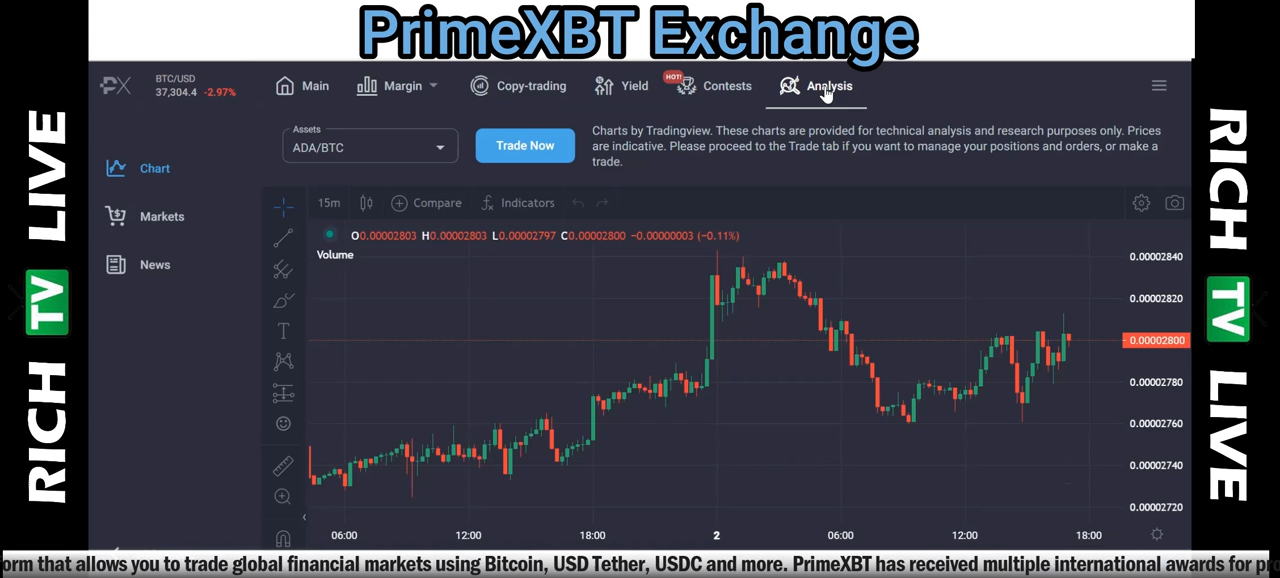 PrimeXBT Exchange
PX
BTC/USD
37,304.4 -2.97%
Main
Margin
Copy-trading
HOT!
Yield
Contests
Analysis
Assets
ADA/BTC
Trade Now
Charts by Tradingview. These charts are provided for technical analysis and research purposes only. Prices
are indicative. Please proceed to the Trade tab if you want to manage your positions and orders, or make a
trade.
Chart
Markets
News
15m
Compare
Indicators
O0.00002803 H0.00002803 L0.00002797 C0.00002800 −0.00000003 (−0.11%)
Volume
T
0.00002840
0.00002820
0.00002800
0.00002780
0.00002760
0.00002740
0.00002720
06:00
12:00
18:00
2
06:00
12:00
18:00
RICH TV LIVE
RICH TV LIVE
orm that allows you to trade global financial markets using Bitcoin, USD Tether, USDC and more. PrimeXBT has received multiple international awards for pr